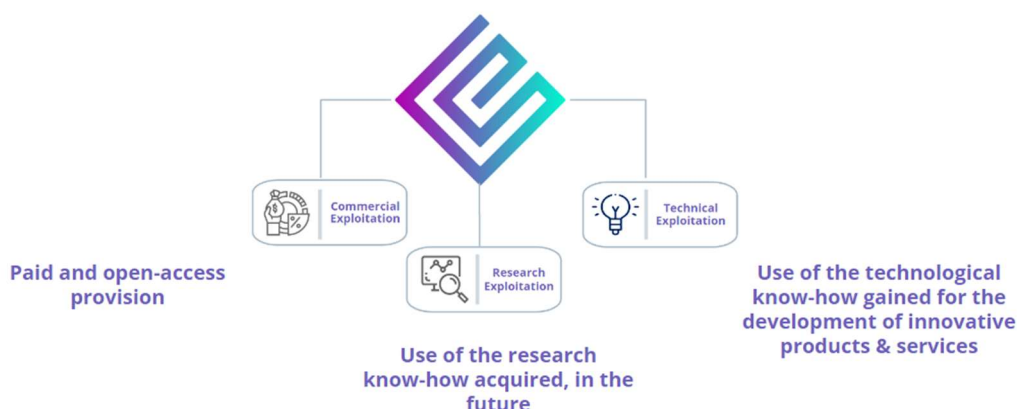 Commercial
Exploitation
Technical
Exploitation
Research
Exploitation
Paid and open-access
provision
Use of the technological
know-how gained for the
development of innovative
products & services
Use of the research
know-how acquired, in the
future